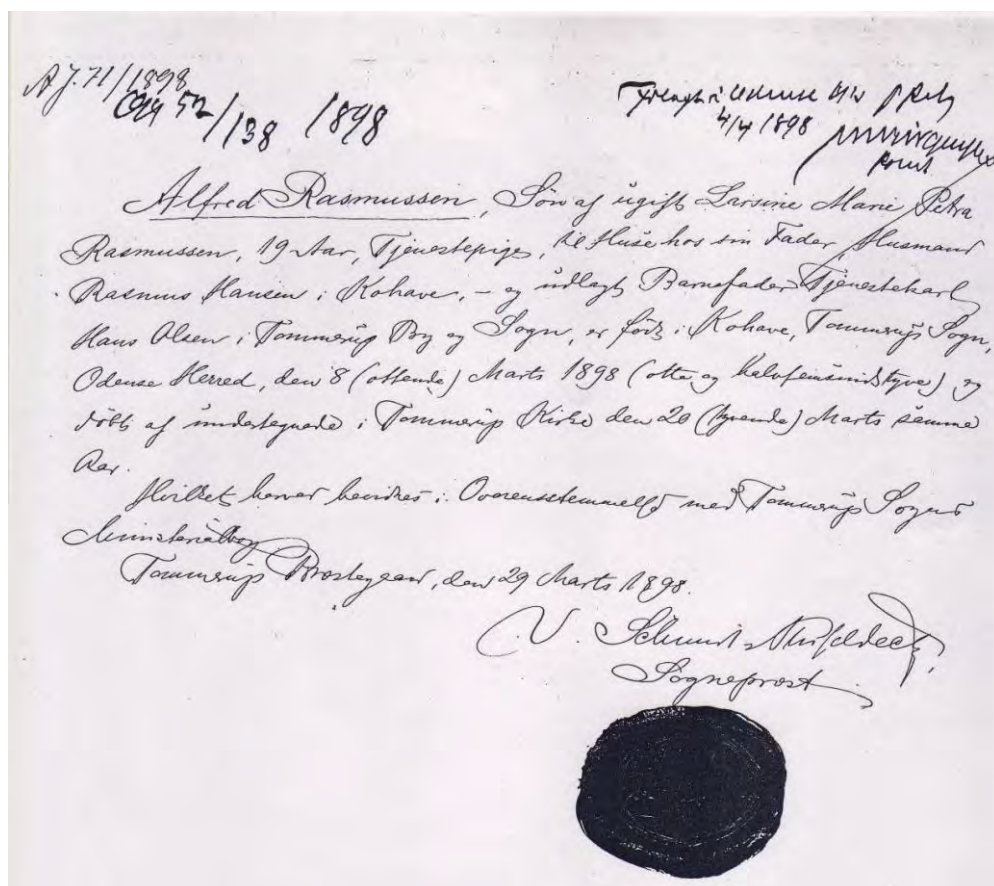 A J. 71/1898
52/138 1898
4/4 1898
Alfred Rasmussen, Søn af ugift Larsine Marie Petra
Rasmussen, 19 Aar, Tjenestepige, til Huse hos sin Fader, Husmand
Rasmus Hansen i Kohave, – og udlagt Barnefader Tjenestekarl
Hans Olsen i Tommerup By og Sogn, er født i Kohave, Tommerup Sogn,
Odense Herred, den 8 (ottende) Marts 1898 (otte og halvfemsindstyve) og
døbt af undertegnede i Tommerup Kirke den 20 (tyvende) Marts samme
Aar.
Hvilket herved bevidnes i Overensstemmelse med Tommerup Sogns
Ministerialbog
Tommerup Præstegaard, den 29 Marts 1898.
V. Schmidt
Sognepræst